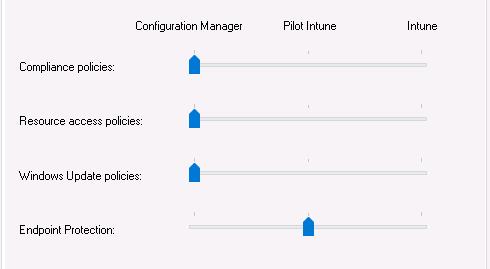 Configuration Manager Pilot Intune Intune
Compliance policies:
Resource access policies:
Windows Update policies:
Endpoint Protection: